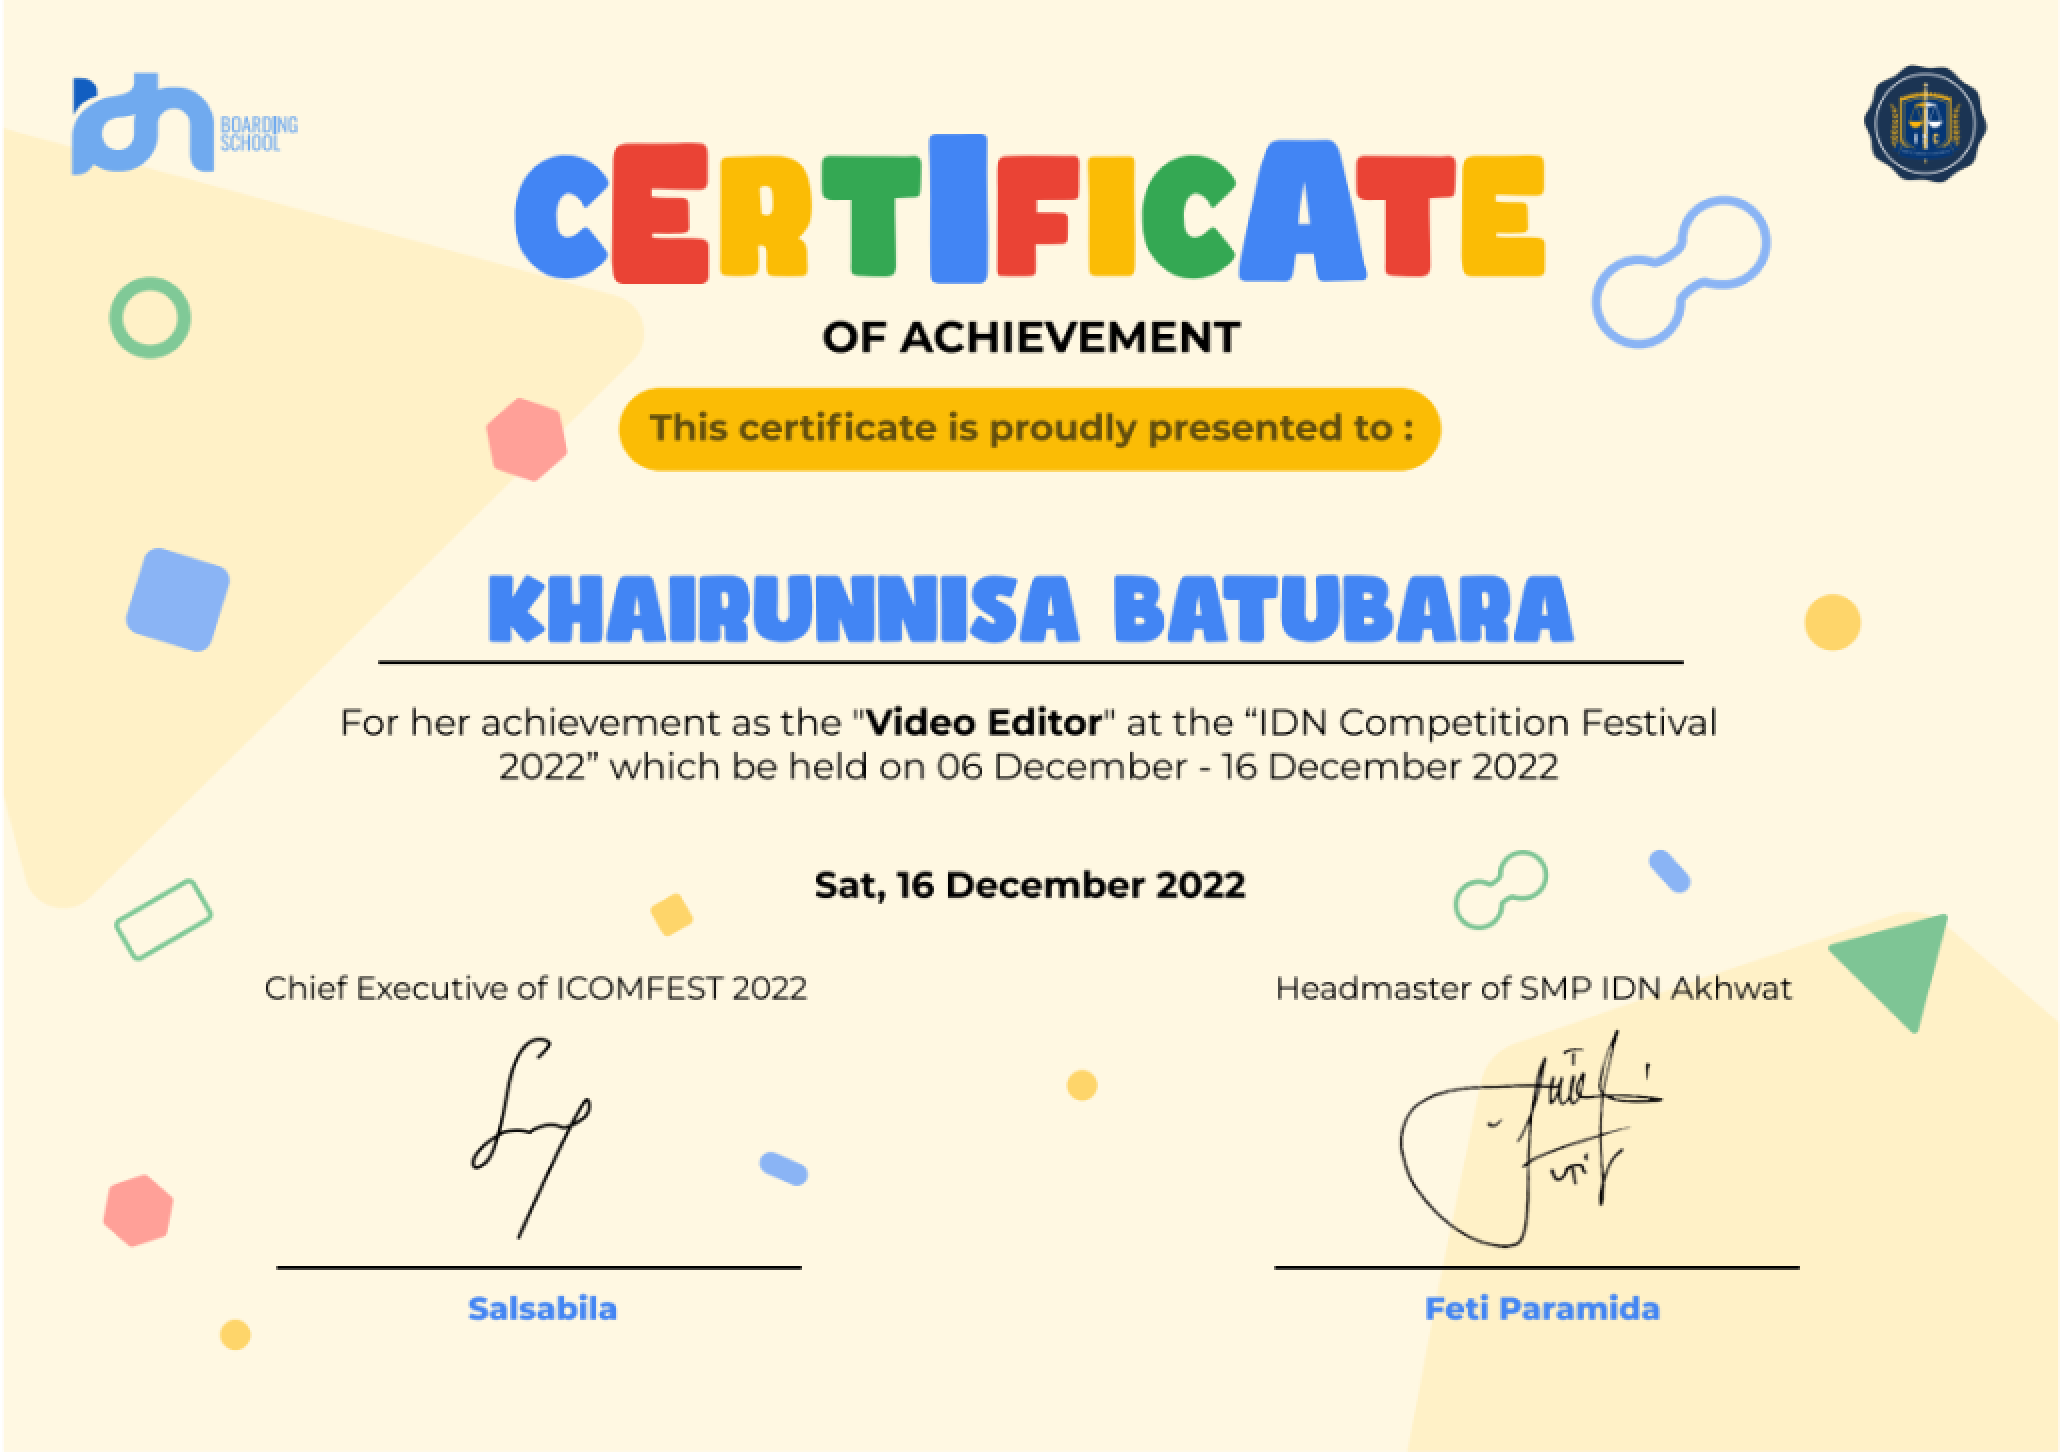 idn
BOARDING
SCHOOL
CERTIFICATE
OF ACHIEVEMENT
This certificate is proudly presented to :
KHAIRUNNISA BATUBARA
For her achievement as the "Video Editor" at the “IDN Competition Festival
2022” which be held on 06 December - 16 December 2022
Sat, 16 December 2022
Chief Executive of ICOMFEST 2022
Headmaster of SMP IDN Akhwat
Salsabila
Feti Paramida